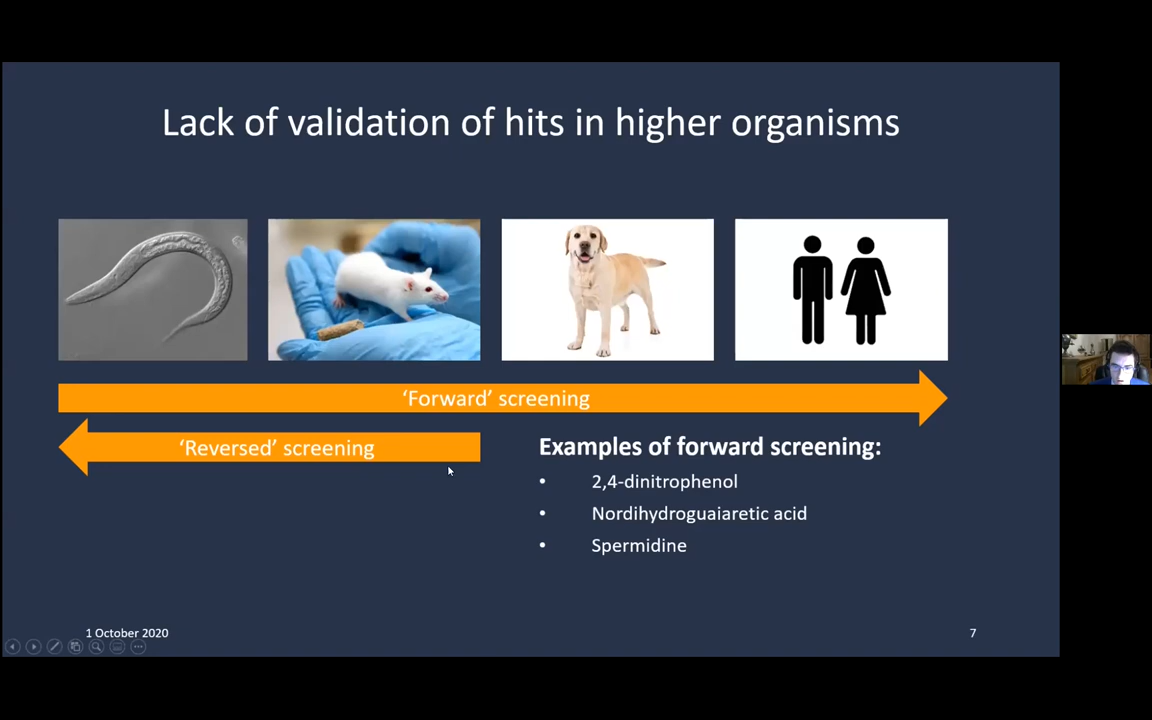 Lack of validation of hits in higher organisms
‘Forward’ screening
‘Reversed’ screening
Examples of forward screening:
• 2,4-dinitrophenol
• Nordihydroguaiaretic acid
• Spermidine
1 October 2020
7